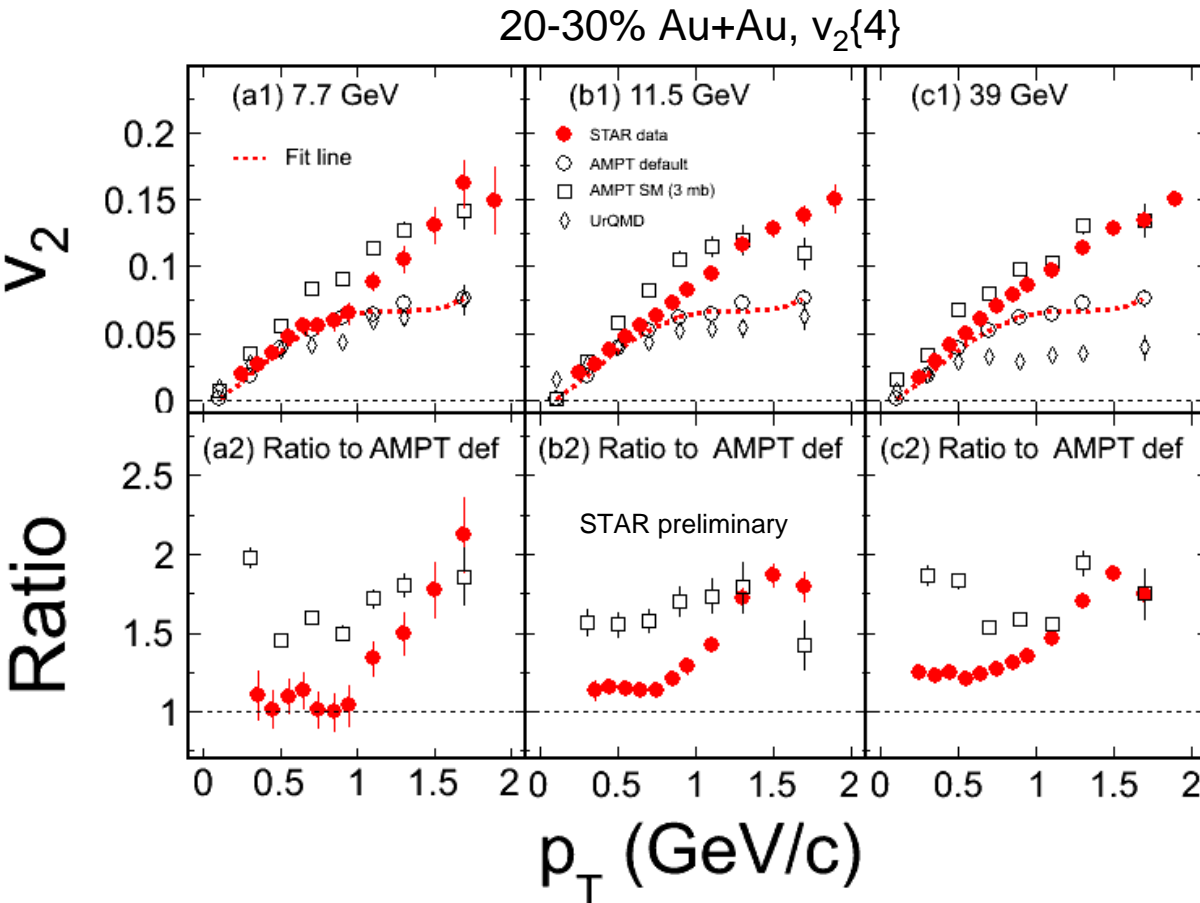 20-30% Au+Au, v2{4}
(a1) 7.7 GeV
(b1) 11.5 GeV
(c1) 39 GeV
Fit line
STAR data
AMPT default
AMPT SM (3 mb)
UrQMD
v2
0.2
0.15
0.1
0.05
0
(a2) Ratio to AMPT def
(b2) Ratio to AMPT def
(c2) Ratio to AMPT def
STAR preliminary
Ratio
2.5
2
1.5
1
0 0.5 1 1.5 2
0 0.5 1 1.5 2
0 0.5 1 1.5 2
pT (GeV/c)